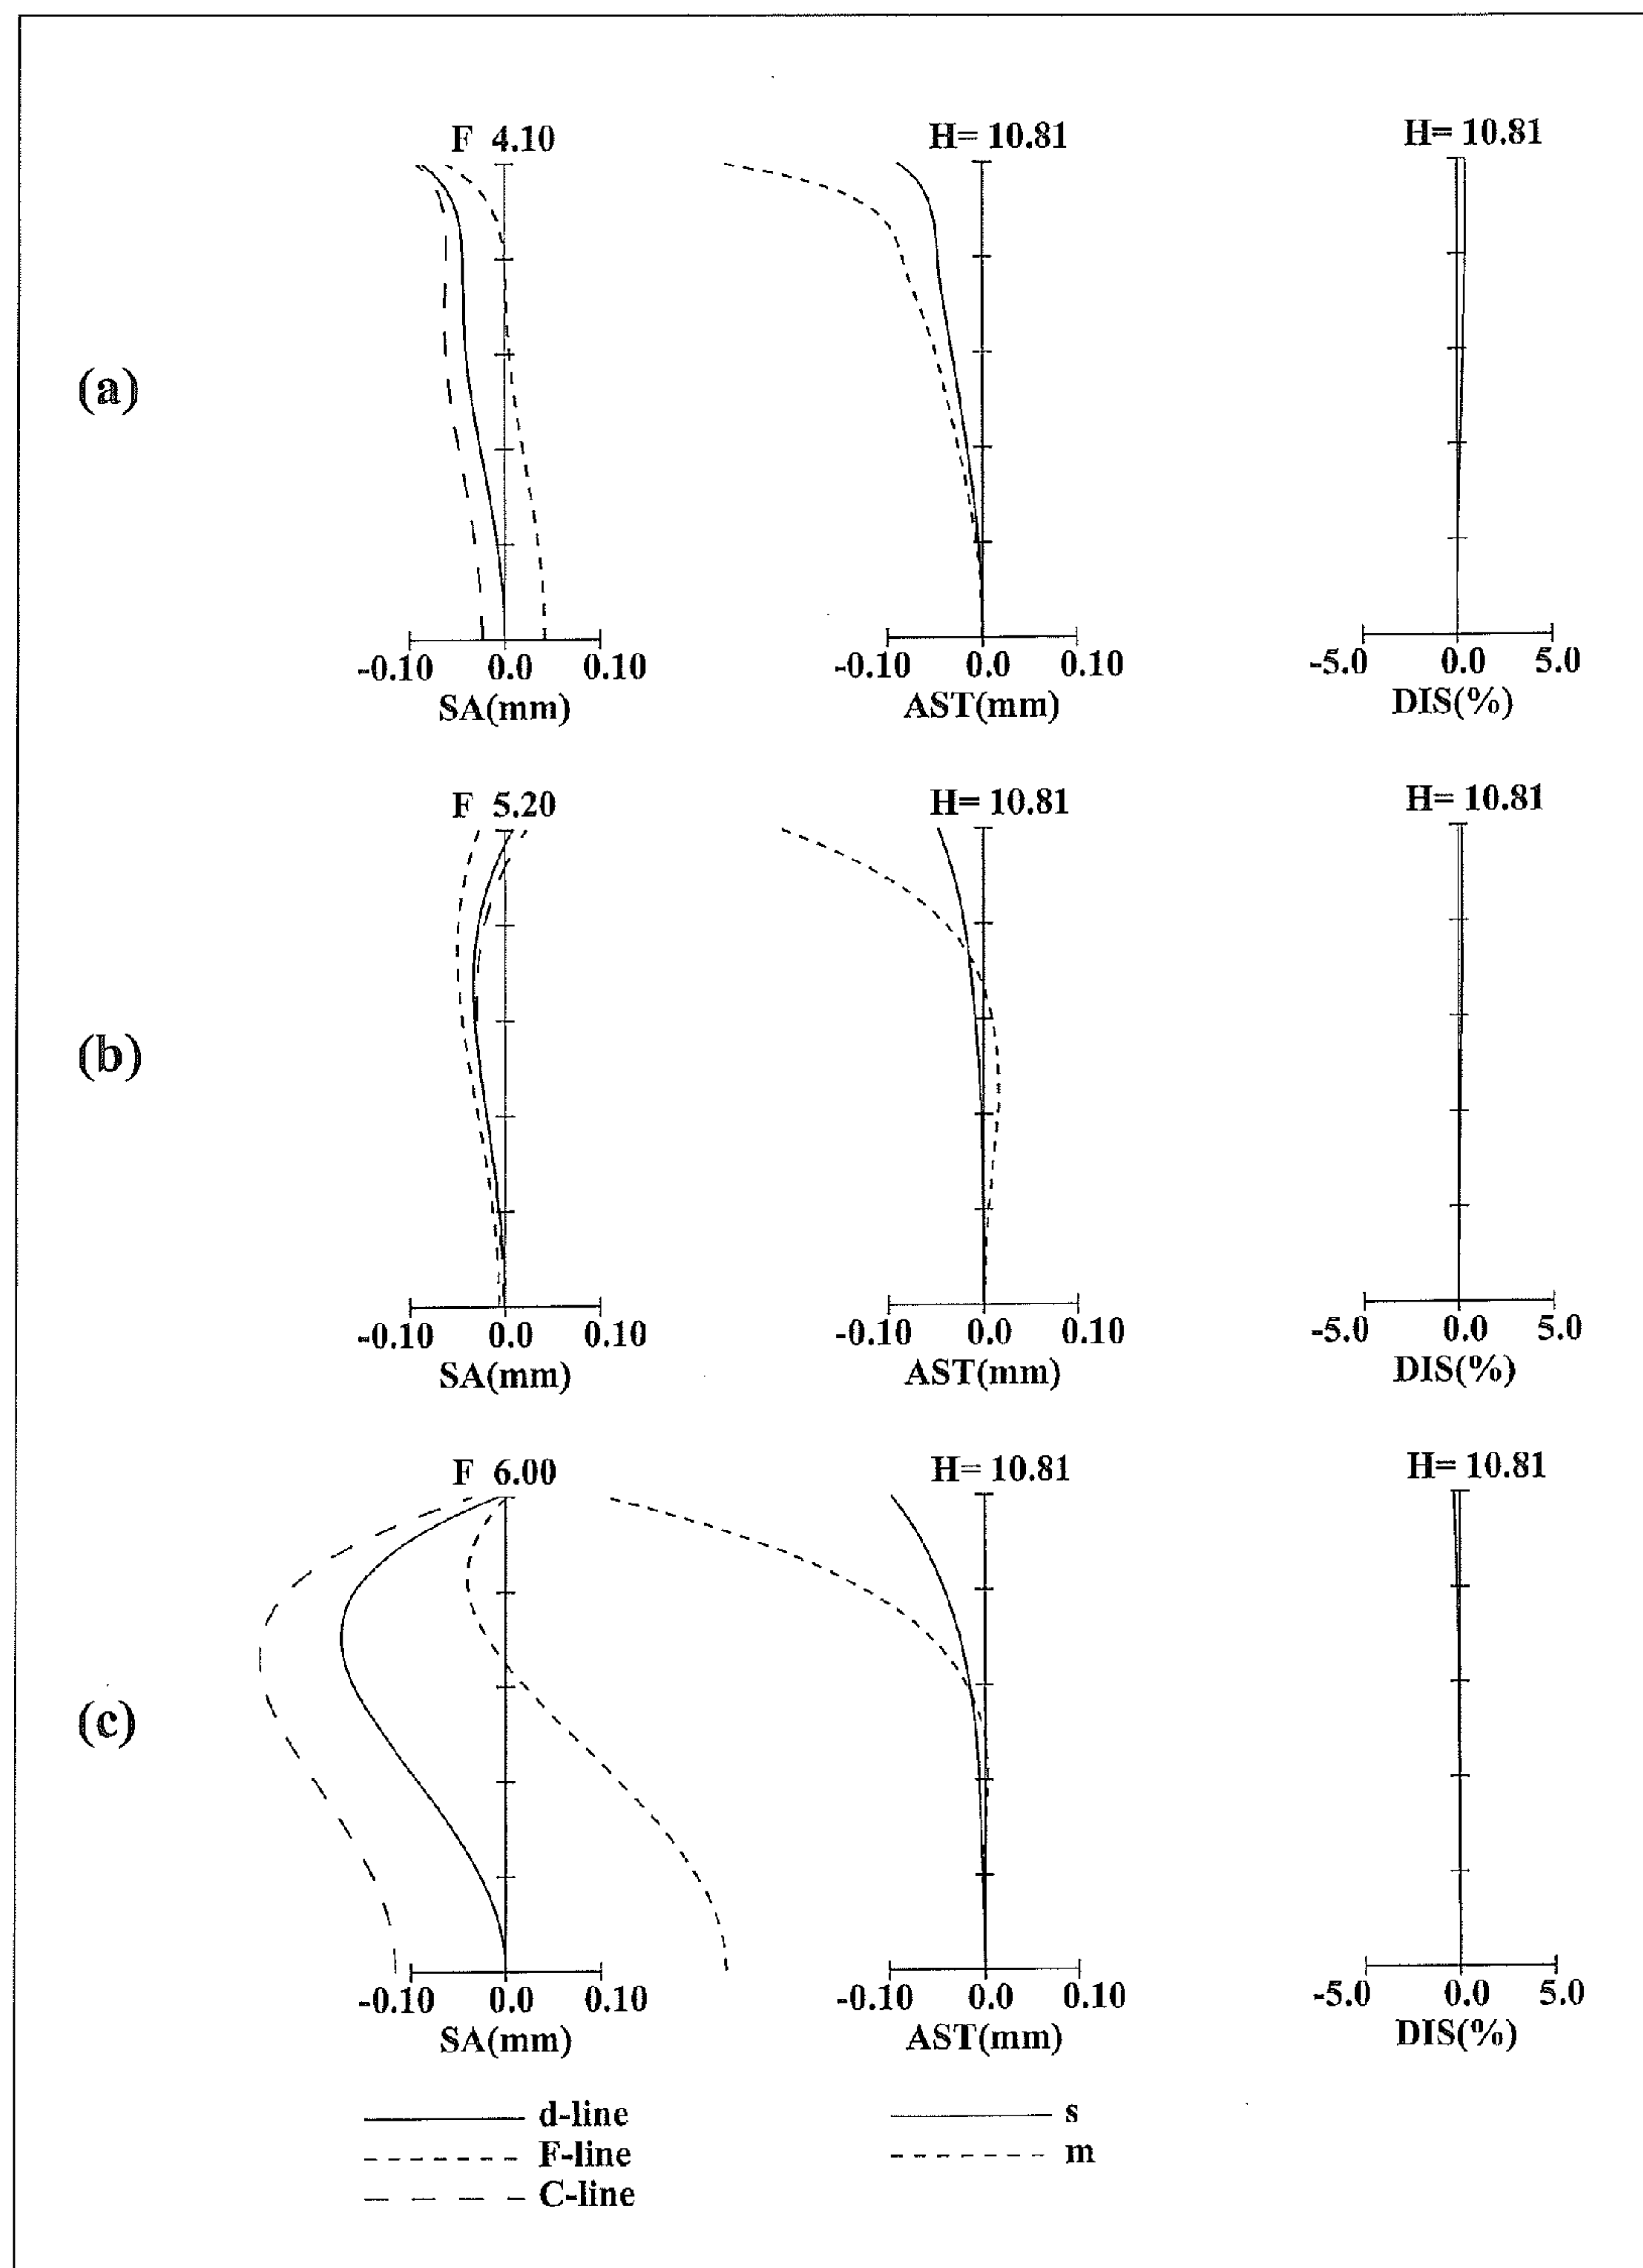 F 4.10 H= 10.81 H= 10.81
(a)
-0.10 0.0 0.10 -0.10 0.0 0.10 -5.0 0.0 5.0
SA(mm) AST(mm) DIS(%)
F 5.20 H= 10.81 H= 10.81
(b)
-0.10 0.0 0.10 -0.10 0.0 0.10 -5.0 0.0 5.0
SA(mm) AST(mm) DIS(%)
F 6.00 H= 10.81 H= 10.81
(c)
-0.10 0.0 0.10 -0.10 0.0 0.10 -5.0 0.0 5.0
SA(mm) AST(mm) DIS(%)
d-line s
F-line m
C-line